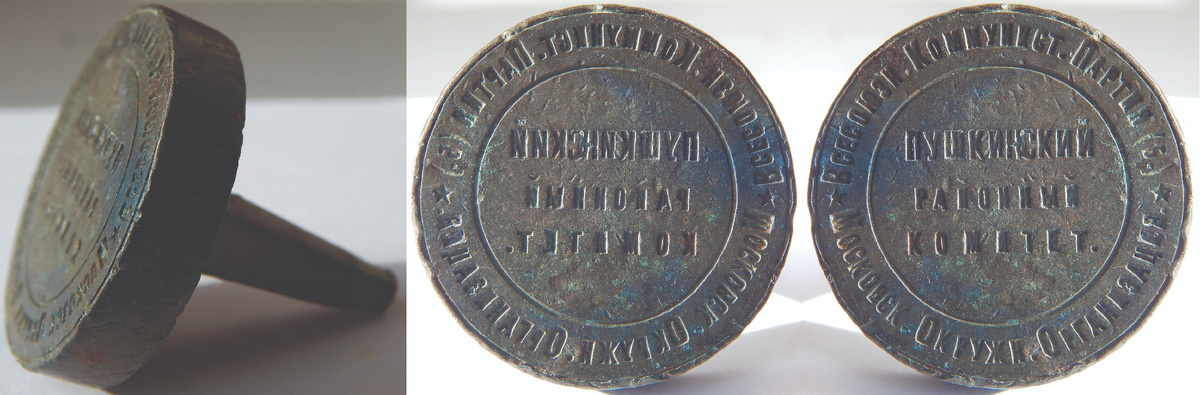 Всесоюзн. Коммунист. Партии (б)
ПУШКИНСКИЙ
РАЙОННЫЙ
КОМИТЕТ.
Московск. Окружн. Организация